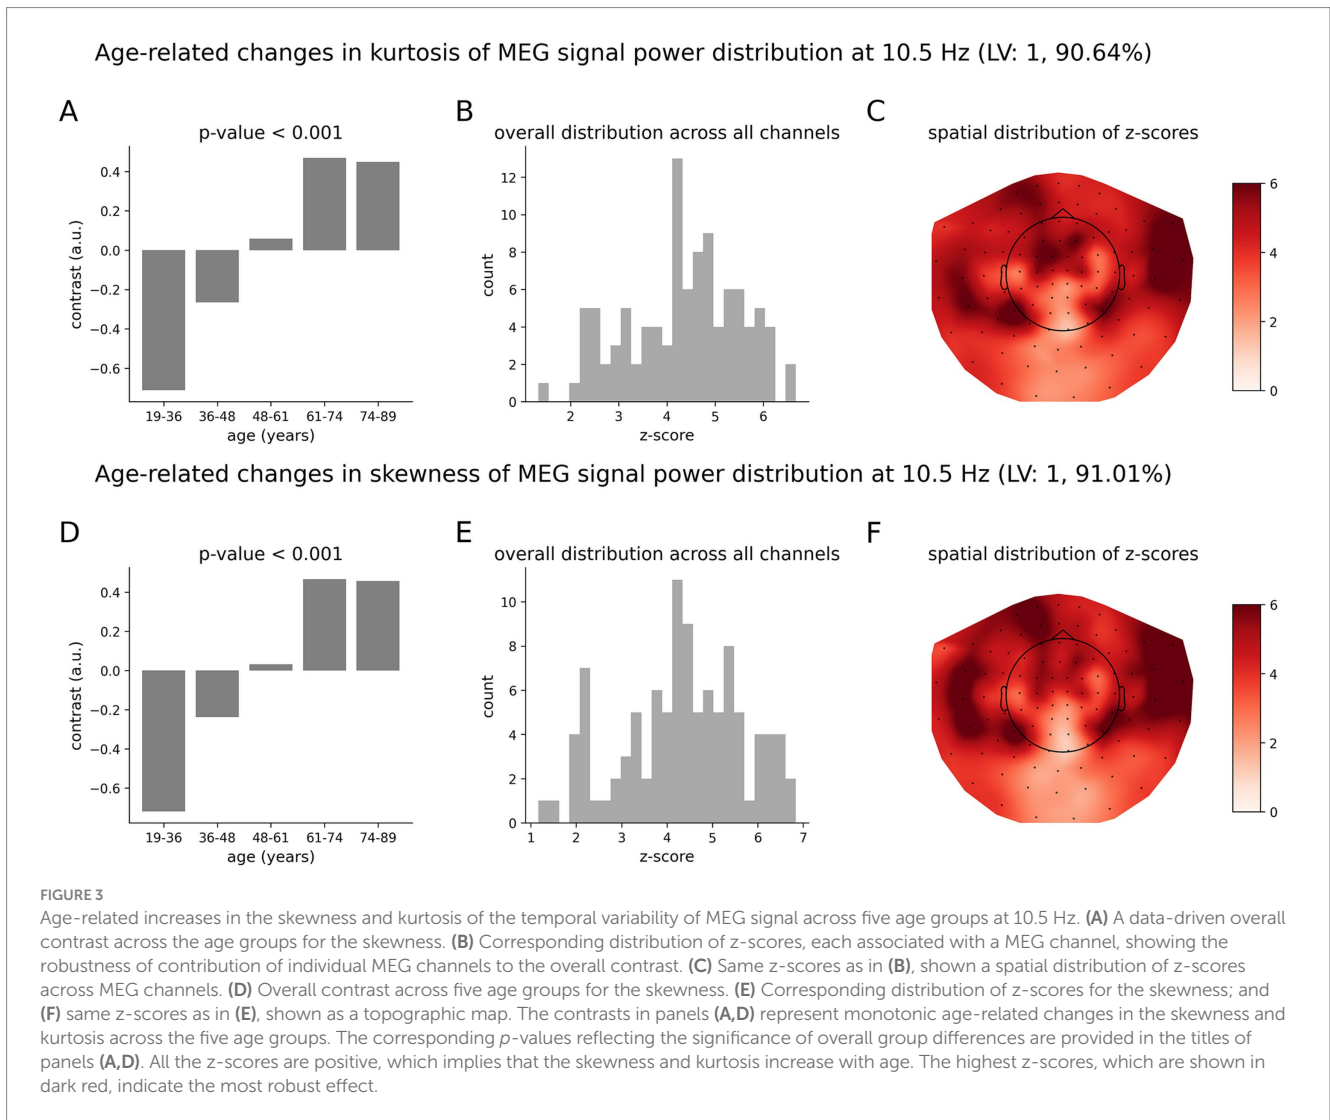 Age-related changes in kurtosis of MEG signal power distribution at 10.5 Hz (LV: 1, 90.64%)
A
p-value < 0.001
0.4
0.2
0.0
−0.2
−0.4
−0.6
contrast (a.u.)
19-36 36-48 48-61 61-74 74-89
age (years)
B
overall distribution across all channels
12
10
8
6
4
2
0
count
2 3 4 5 6
z-score
C
spatial distribution of z-scores
6
4
2
0
Age-related changes in skewness of MEG signal power distribution at 10.5 Hz (LV: 1, 91.01%)
D
p-value < 0.001
0.4
0.2
0.0
−0.2
−0.4
−0.6
contrast (a.u.)
19-36 36-48 48-61 61-74 74-89
age (years)
E
overall distribution across all channels
10
8
6
4
2
0
count
1 2 3 4 5 6 7
z-score
F
spatial distribution of z-scores
6
4
2
0
FIGURE 3
Age-related increases in the skewness and kurtosis of the temporal variability of MEG signal across five age groups at 10.5 Hz. (A) A data-driven overall
contrast across the age groups for the skewness. (B) Corresponding distribution of z-scores, each associated with a MEG channel, showing the
robustness of contribution of individual MEG channels to the overall contrast. (C) Same z-scores as in (B), shown a spatial distribution of z-scores
across MEG channels. (D) Overall contrast across five age groups for the skewness. (E) Corresponding distribution of z-scores for the skewness; and
(F) same z-scores as in (E), shown as a topographic map. The contrasts in panels (A,D) represent monotonic age-related changes in the skewness and
kurtosis across the five age groups. The corresponding p-values reflecting the significance of overall group differences are provided in the titles of
panels (A,D). All the z-scores are positive, which implies that the skewness and kurtosis increase with age. The highest z-scores, which are shown in
dark red, indicate the most robust effect.